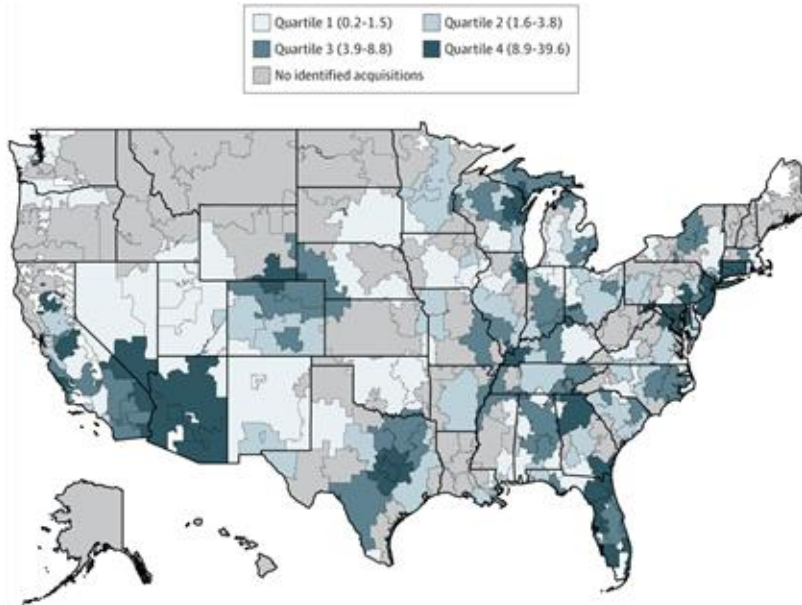 Quartile 1 (0.2-1.5) Quartile 2 (1.6-3.8)
Quartile 3 (3.9-8.8) Quartile 4 (8.9-39.6)
No identified acquisitions